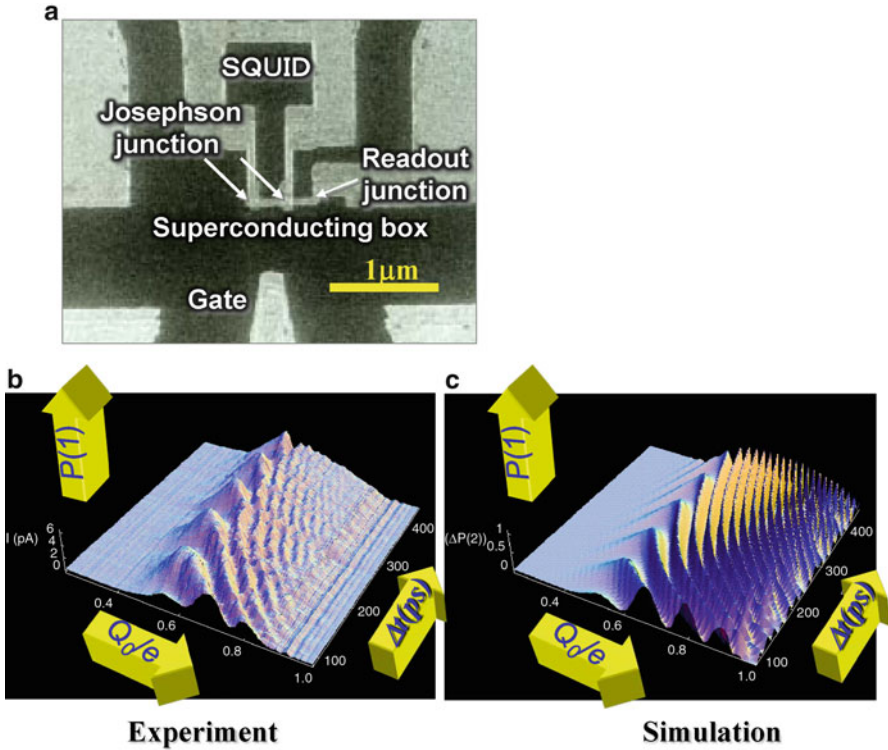 a
SQUID
Josephson
junction
Readout
junction
Superconducting box
1μm
Gate
b
P(1)
I (pA)
6
4
2
0
0.4
0.6
0.8
1.0
100
200
300
400
Q₀/e
Δt(ps)
Experiment
c
P(1)
⟨ΔP(2)⟩
1
0.5
0
0.4
0.6
0.8
1.0
100
200
300
400
Q₀/e
Δt(ps)
Simulation